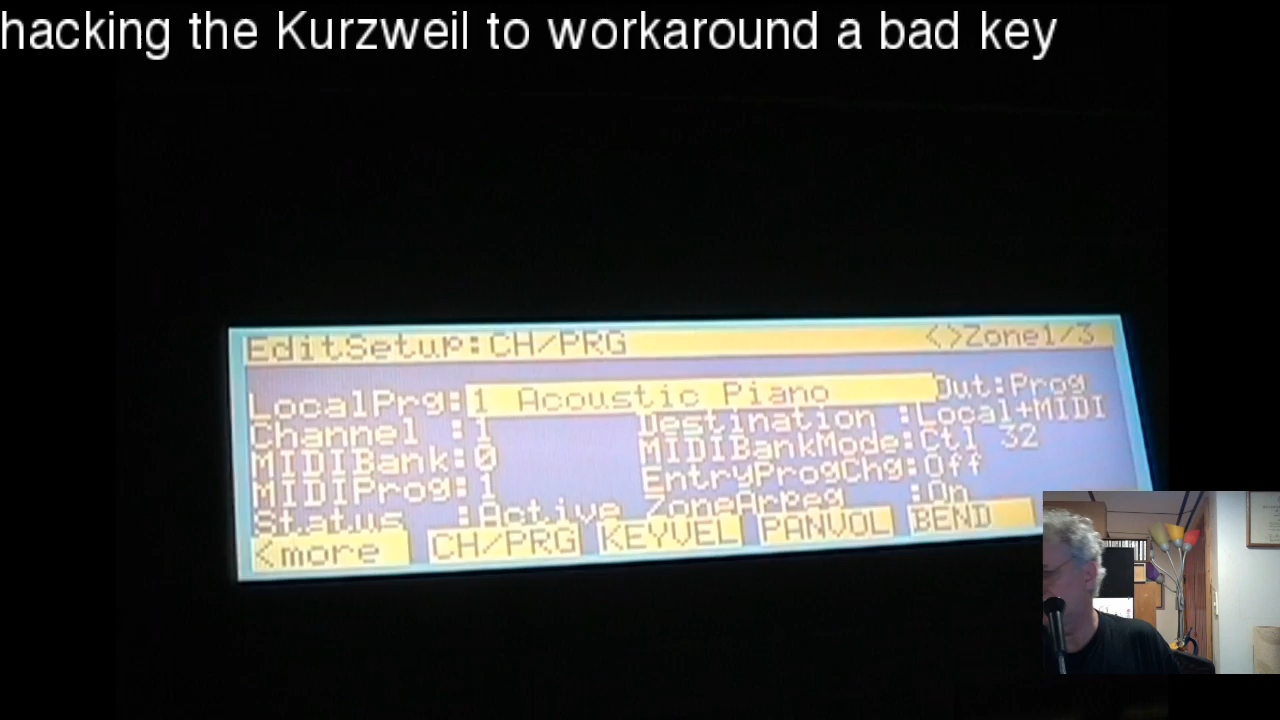 hacking the Kurzweil to workaround a bad key
EditSetup:CH/PRG <>Zone1/3
LocalPrg:1 Acoustic Piano Out:Prog
Channel :1 Destination :Local+MIDI
MIDIBank:0 MIDIBankMode:Ctl 32
MIDIProg:1 EntryProgChg:Off
Status :Active ZoneArpeg :On
<more CH/PRG KEYVEL PANVOL BEND